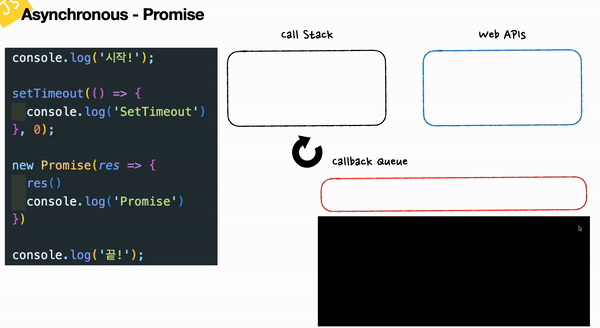 JS
Asynchronous - Promise
Call Stack
Web APIs
console.log('시작!');
setTimeout(() => {
console.log('SetTimeout')
}, 0);
Callback Queue
new Promise(res => {
res()
console.log('Promise')
})
console.log('끝!');